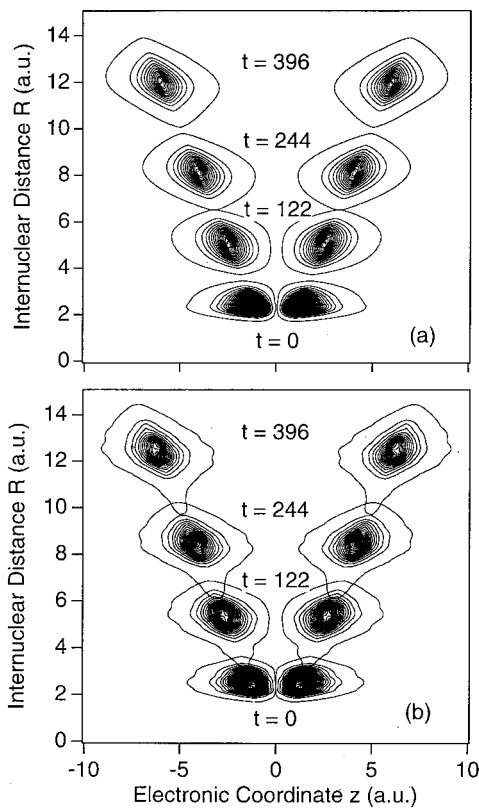 14
12
10
8
6
4
2
0
Internuclear Distance R (a.u.)
t = 396
t = 244
t = 122
t = 0
(a)
14
12
10
8
6
4
2
0
Internuclear Distance R (a.u.)
t = 396
t = 244
t = 122
t = 0
(b)
-10
-5
0
5
10
Electronic Coordinate z (a.u.)